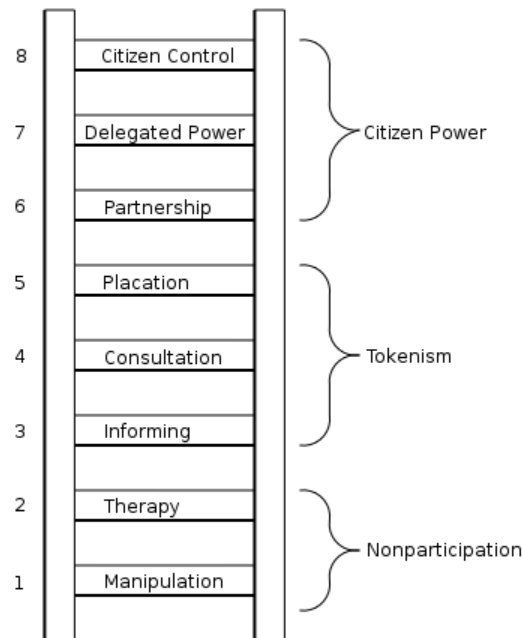 8 Citizen Control
7 Delegated Power
Citizen Power
6 Partnership
5 Placation
4 Consultation
Tokenism
3 Informing
2 Therapy
Nonparticipation
1 Manipulation